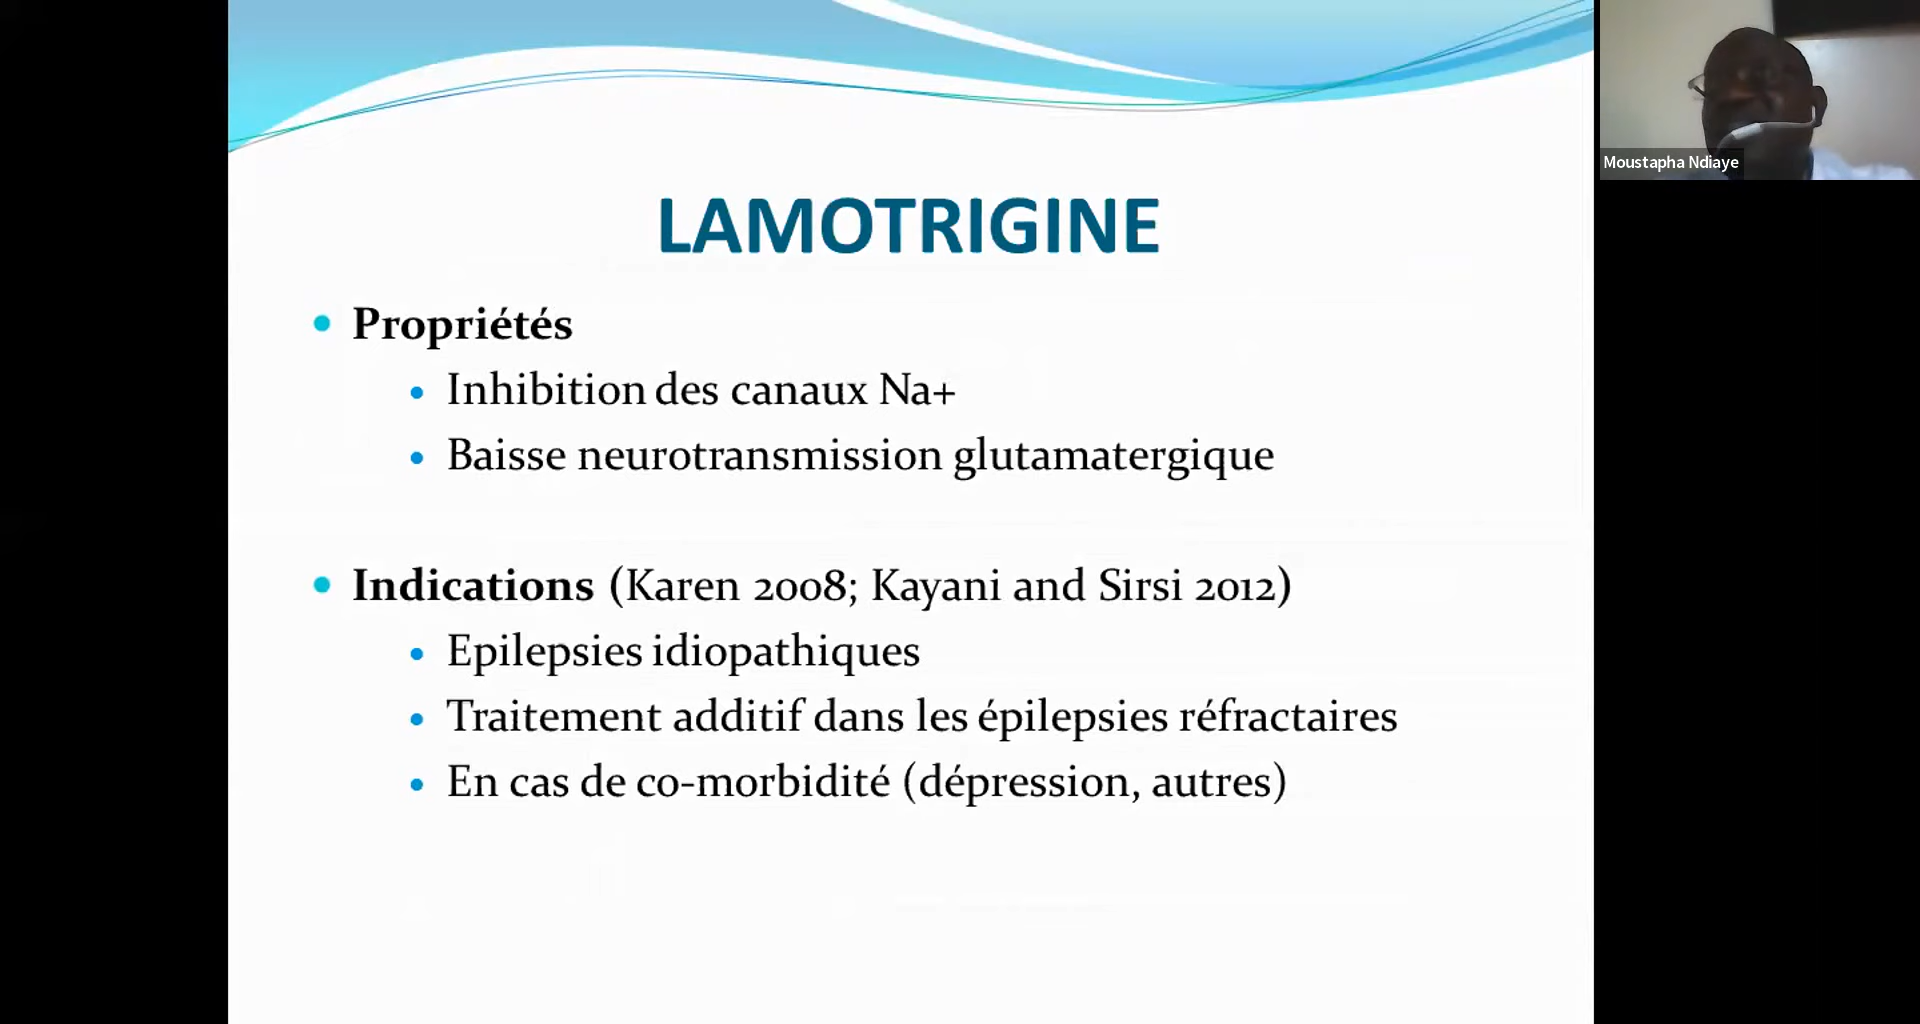 LAMOTRIGINE
Propriétés
Inhibition des canaux Na+
Baisse neurotransmission glutamatergique
Indications (Karen 2008; Kayani and Sirsi 2012)
Epilepsies idiopathiques
Traitement additif dans les épilepsies réfractaires
En cas de co-morbidité (dépression, autres)
Moustapha Ndiaye